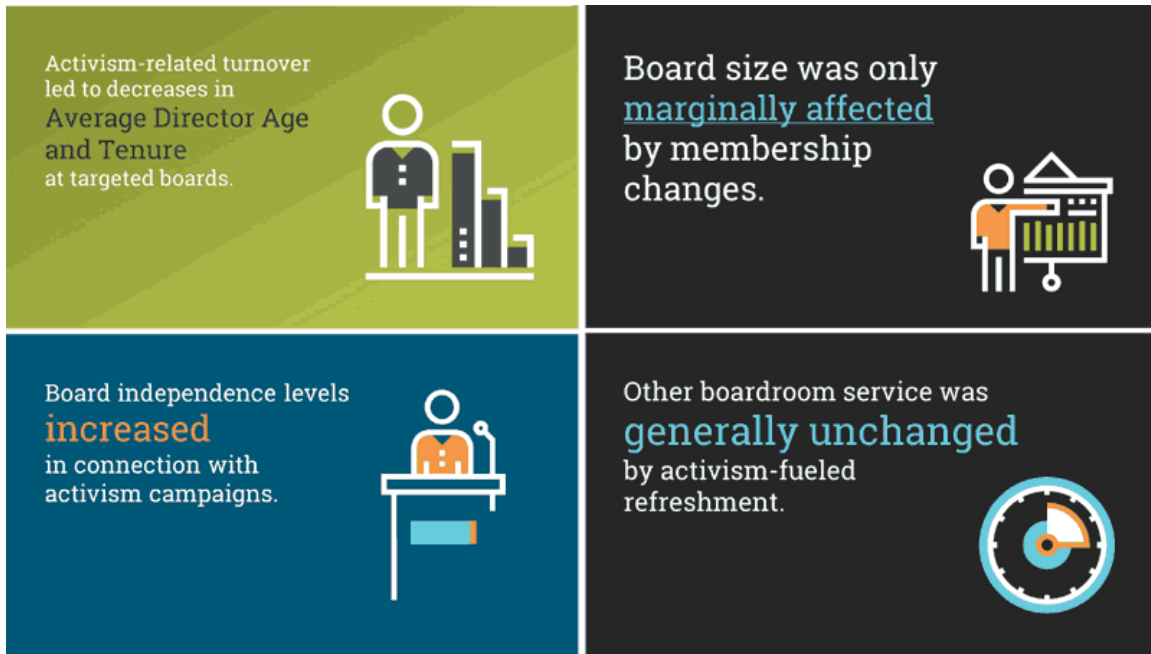 Activism-related turnover
led to decreases in
Average Director Age
and Tenure
at targeted boards.
Board size was only
marginally affected
by membership
changes.
Board independence levels
increased
in connection with
activism campaigns.
Other boardroom service was
generally unchanged
by activism-fueled
refreshment.